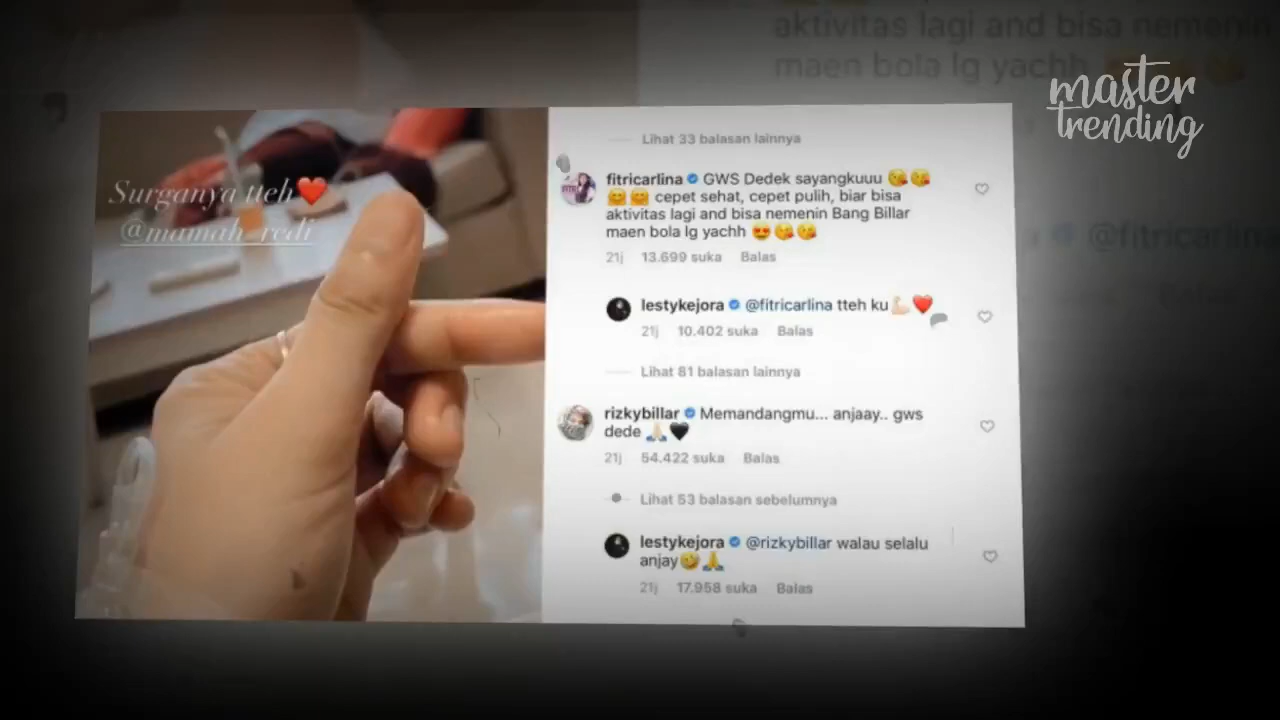 aktivitas lagi and bisa nemenin
maen bola lg yachh
master
trending
Surganya tteh❤️
@mamah_redi
Lihat 33 balasan lainnya
fitricarlina GWS Dedek sayangkuuu 😘😘
🤗🤗 cepet sehat, cepet pulih, biar bisa
aktivitas lagi and bisa nemenin Bang Billar
maen bola lg yachh 😍😘😘
21j 13.699 suka Balas
lestykejora @fitricarlina tteh ku💪🏻❤️
21j 10.402 suka Balas
Lihat 81 balasan lainnya
rizkybillar Memandangmu... anjaay.. gws
dede 🙏🏻🖤
21j 54.422 suka Balas
Lihat 53 balasan sebelumnya
lestykejora @rizkybillar walau selalu
anjay🤣🙏
21j 17.958 suka Balas
@fitricarlina